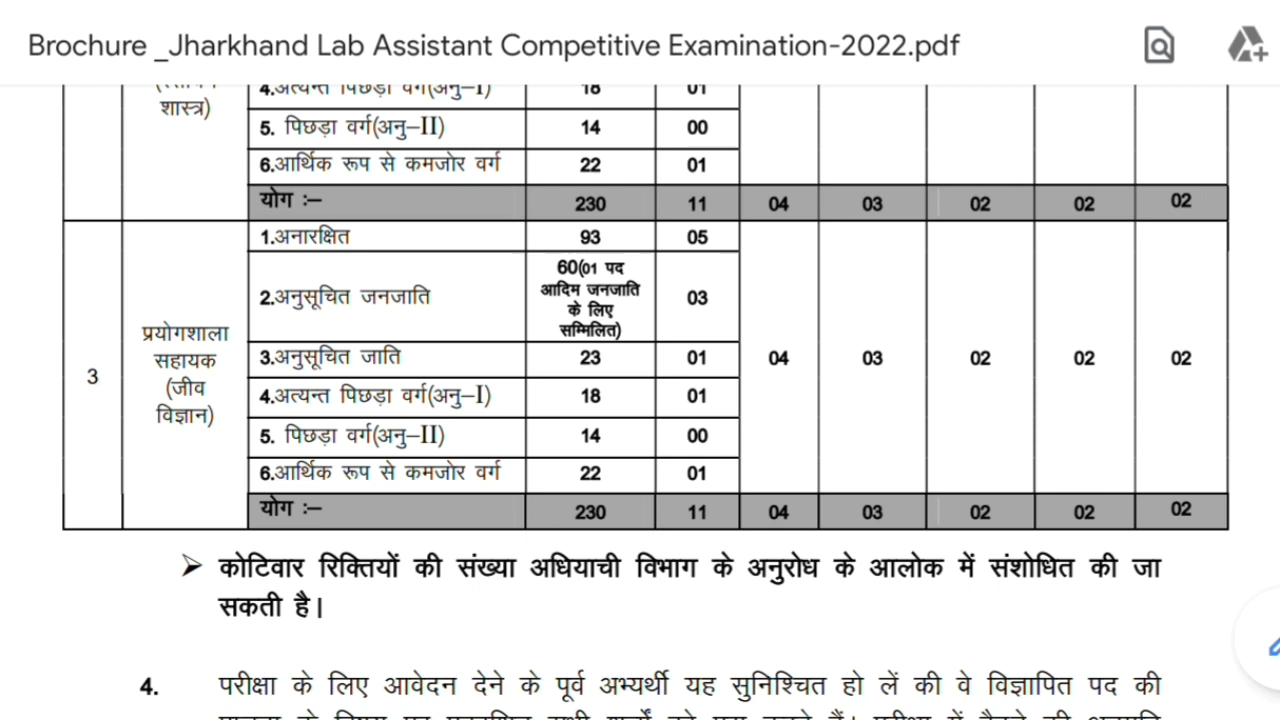 Brochure _Jharkhand Lab Assistant Competitive Examination-2022.pdf
शास्त्र)
4.अत्यन्त पिछड़ा वर्ग(अनु–I) 18 01
5. पिछड़ा वर्ग(अनु–II) 14 00
6.आर्थिक रूप से कमजोर वर्ग 22 01
योग :– 230 11 04 03 02 02 02
3
प्रयोगशाला
सहायक
(जीव
विज्ञान)
1.अनारक्षित 93 05
2.अनुसूचित जनजाति
60(01 पद
आदिम जनजाति
के लिए
सम्मिलित)
03
3.अनुसूचित जाति 23 01
04 03 02 02 02
4.अत्यन्त पिछड़ा वर्ग(अनु–I) 18 01
5. पिछड़ा वर्ग(अनु–II) 14 00
6.आर्थिक रूप से कमजोर वर्ग 22 01
योग :– 230 11 04 03 02 02 02
➢ कोटिवार रिक्तियों की संख्या अधियाची विभाग के अनुरोध के आलोक में संशोधित की जा
सकती है।
4. परीक्षा के लिए आवेदन देने के पूर्व अभ्यर्थी यह सुनिश्चित हो लें की वे विज्ञापित पद की